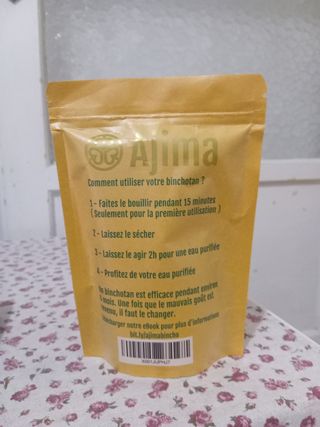 Ajima
Comment utiliser votre binchotan ?
1 - Faites le bouillir pendant 15 minutes
( Seulement pour la première utilisation )
2 - Laissez le sécher
3 - Laissez le agir 2h pour une eau purifiée
4 - Profitez de votre eau purifiée
binchotan est efficace pendant environ
mois. Une fois que le mauvais goût est
revenu, il faut le changer.
Télécharger notre eBook pour plus d'informations
bit.ly/ajimabincho